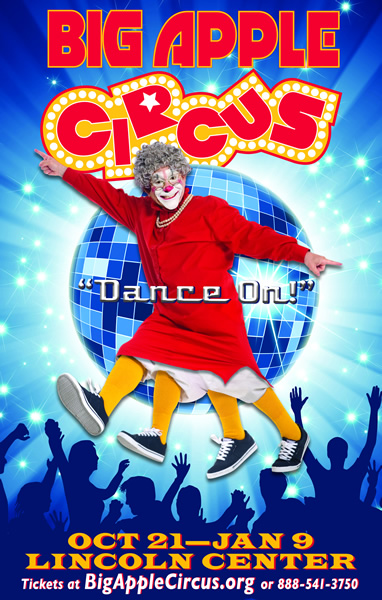 BIG APPLE
CIRCUS
"Dance On!"
OCT 21—JAN 9
LINCOLN CENTER
Tickets at BigAppleCircus.org or 888-541-3750